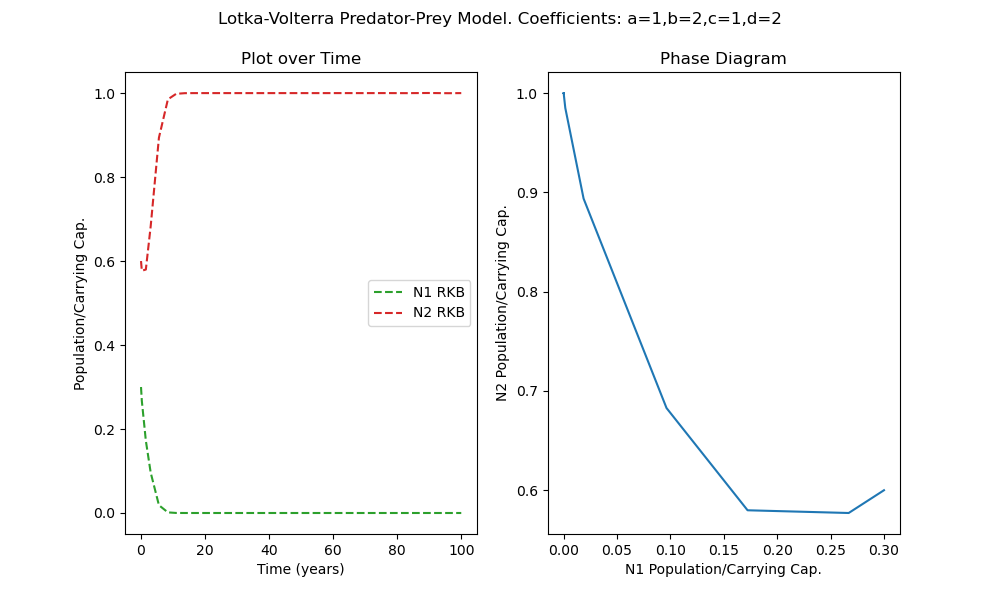 Lotka-Volterra Predator-Prey Model. Coefficients: a=1,b=2,c=1,d=2
Plot over Time
Population/Carrying Cap.
1.0
0.8
0.6
0.4
0.2
0.0
0 20 40 60 80 100
Time (years)
N1 RKB
N2 RKB
Phase Diagram
N2 Population/Carrying Cap.
1.0
0.9
0.8
0.7
0.6
0.00 0.05 0.10 0.15 0.20 0.25 0.30
N1 Population/Carrying Cap.